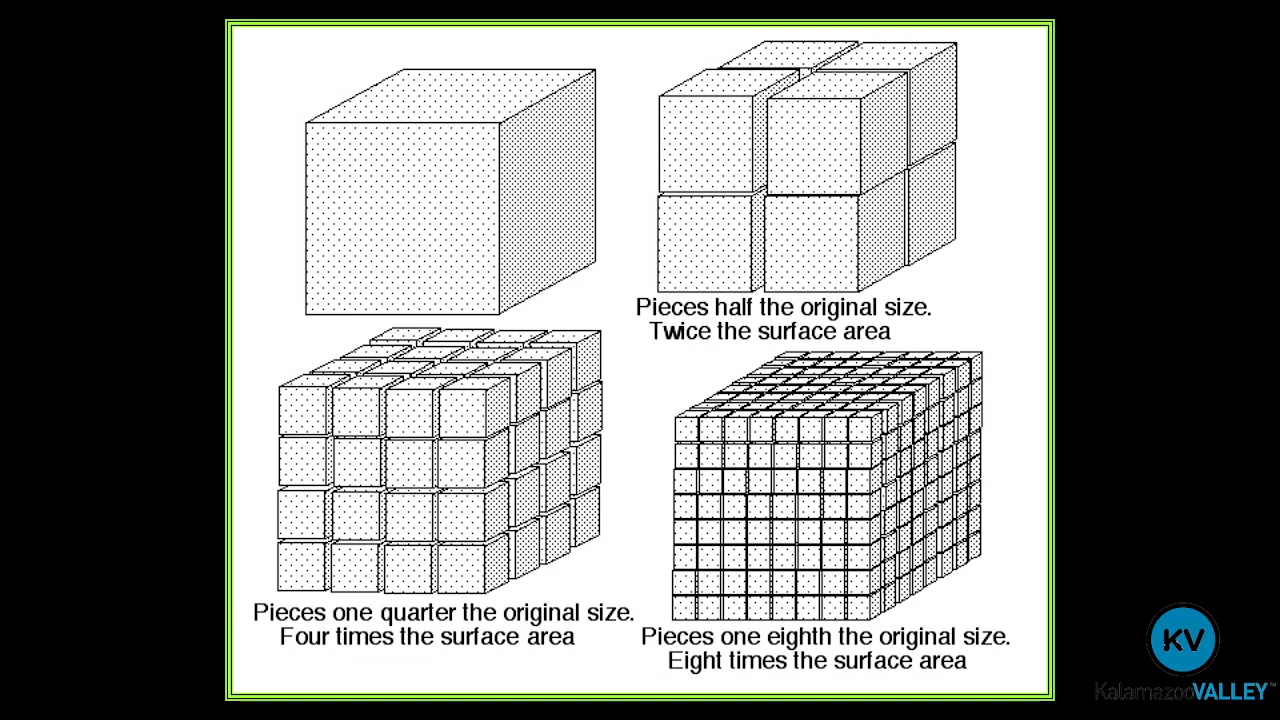 Pieces half the original size.
Twice the surface area
Pieces one quarter the original size.
Four times the surface area
Pieces one eighth the original size.
Eight times the surface area
KV
KalamazooVALLEY™